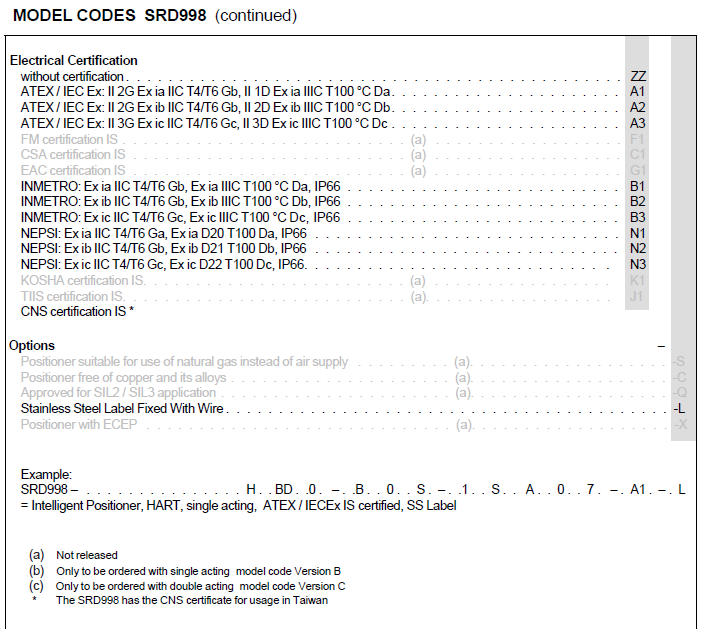 MODEL CODES SRD998 (continued)
Electrical Certification
without certification . . . . . . . . . . . . . . . . . . . . . . . . . . . . . . ZZ
ATEX / IEC Ex: II 2G Ex ia IIC T4/T6 Gb, II 1D Ex ia IIIC T100 °C Da . . . . . . . . . . . . . . . A1
ATEX / IEC Ex: II 2G Ex ib IIC T4/T6 Gb, II 2D Ex ib IIIC T100 °C Db . . . . . . . . . . . . . . . A2
ATEX / IEC Ex: II 3G Ex ic IIC T4/T6 Gc, II 3D Ex ic IIIC T100 °C Dc . . . . . . . . . . . . . . . A3
FM certification IS . . . . . . . . . . . . . . . (a) . . . . . . . . . . . . . F1
CSA certification IS . . . . . . . . . . . . . . . (a) . . . . . . . . . . . . . C1
EAC certification IS . . . . . . . . . . . . . . . (a) . . . . . . . . . . . . . G1
INMETRO: Ex ia IIC T4/T6 Gb, Ex ia IIIC T100 °C Da, IP66 . . . . . . . . . . . . . . . . . . B1
INMETRO: Ex ib IIC T4/T6 Gb, Ex ib IIIC T100 °C Db, IP66 . . . . . . . . . . . . . . . . . . B2
INMETRO: Ex ic IIC T4/T6 Gc, Ex ic IIIC T100 °C Dc, IP66 . . . . . . . . . . . . . . . . . . B3
NEPSI: Ex ia IIC T4/T6 Ga, Ex ia D20 T100 Da, IP66 . . . . . . . . . . . . . . . . . . . . N1
NEPSI: Ex ib IIC T4/T6 Gb, Ex ib D21 T100 Db, IP66 . . . . . . . . . . . . . . . . . . . . N2
NEPSI: Ex ic IIC T4/T6 Gc, Ex ic D22 T100 Dc, IP66. . . . . . . . . . . . . . . . . . . . . N3
KOSHA certification IS. . . . . . . . . . . . . . (a) . . . . . . . . . . . . . K1
TIIS certification IS. . . . . . . . . . . . . . . . (a). . . . . . . . . . . . . J1
CNS certification IS *
Options –
Positioner suitable for use of natural gas instead of air supply . . . . . . . (a). . . . . . . . . . . . . -S
Positioner free of copper and its alloys . . . . . . . . . . . . . . (a). . . . . . . . . . . . . -C
Approved for SIL2 / SIL3 application . . . . . . . . . . . . . . (a). . . . . . . . . . . . . -Q
Stainless Steel Label Fixed With Wire . . . . . . . . . . . . . . . . . . . . . . . . . . . . . -L
Positioner with ECEP . . . . . . . . . . . . . . . . . . . (a). . . . . . . . . . . . . -X
Example:
SRD998 – . . . . . . . . . . . . . . . . H . . BD . .0 . – . .B . . 0 . . S . – . .1 . . S . . A . . 0 . . 7 . – . A1 . – . L
= Intelligent Positioner, HART, single acting, ATEX / IECEx IS certified, SS Label
(a) Not released
(b) Only to be ordered with single acting model code Version B
(c) Only to be ordered with double acting model code Version C
* The SRD998 has the CNS certificate for usage in Taiwan